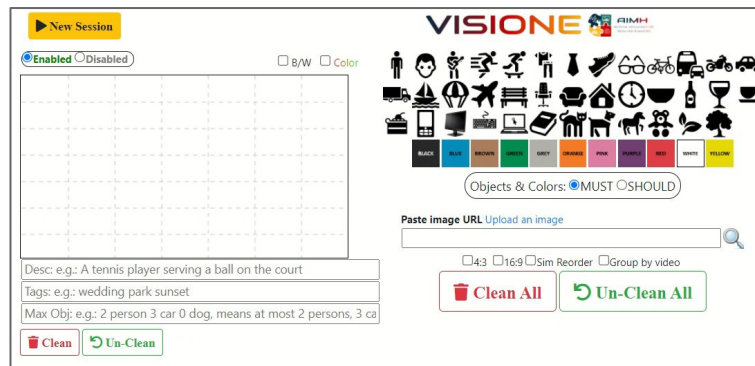 New Session
Enabled Disabled
B/W Color
Desc: e.g.: A tennis player serving a ball on the court
Tags: e.g.: wedding park sunset
Max Obj: e.g.: 2 person 3 car 0 dog, means at most 2 persons, 3 ca
Clean Un-Clean
VISIONE AIMH
BLACK BLUE BROWN GREEN GREY ORANGE PINK PURPLE RED WHITE YELLOW
Objects & Colors: MUST SHOULD
Paste image URL Upload an image
4:3 16:9 Sim Reorder Group by video
Clean All Un-Clean All